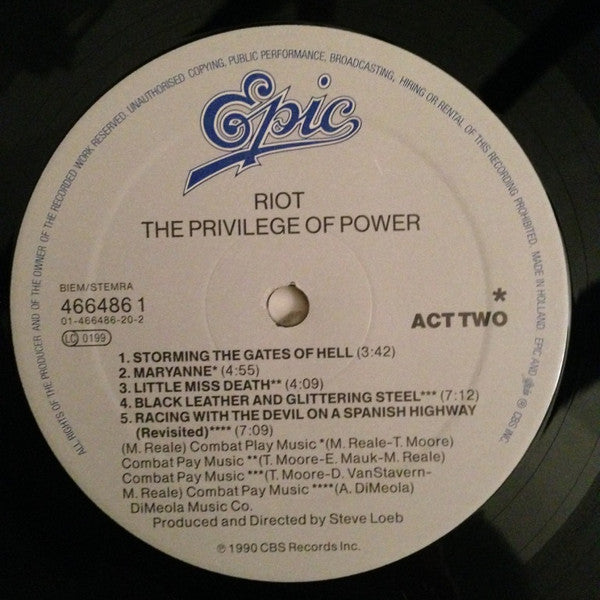 ALL RIGHTS OF THE PRODUCER AND OF THE OWNER OF THE RECORDED WORK RESERVED. UNAUTHORISED COPYING, PUBLIC PERFORMANCE, BROADCASTING, HIRING OR RENTAL OF THIS RECORDING PROHIBITED. MADE IN HOLLAND. EPIC AND epic ® CBS INC.
Epic
RIOT
THE PRIVILEGE OF POWER
BIEM/STEMRA
466486 1
01-466486-20-2
LC 0199
*
ACT TWO
1. STORMING THE GATES OF HELL (3:42)
2. MARYANNE* (4:55)
3. LITTLE MISS DEATH** (4:09)
4. BLACK LEATHER AND GLITTERING STEEL*** (7:12)
5. RACING WITH THE DEVIL ON A SPANISH HIGHWAY
(Revisited)**** (7:09)
(M. Reale) Combat Play Music *(M. Reale-T. Moore)
Combat Pay Music **(T. Moore-E. Mauk-M. Reale)
Combat Pay Music ***(T. Moore-D. VanStavern-
M. Reale) Combat Pay Music ****(A. DiMeola)
DiMeola Music Co.
Produced and Directed by Steve Loeb
℗ 1990 CBS Records Inc.